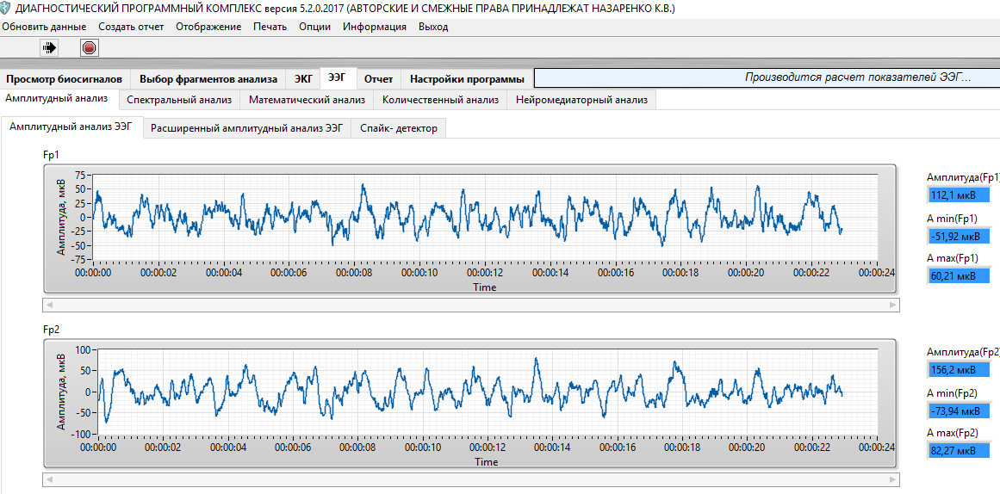 ДИАГНОСТИЧЕСКИЙ ПРОГРАММНЫЙ КОМПЛЕКС версия 5.2.0.2017 (АВТОРСКИЕ И СМЕЖНЫЕ ПРАВА ПРИНАДЛЕЖАТ НАЗАРЕНКО К.В.)
Обновить данные Создать отчет Отображение Печать Опции Информация Выход
Просмотр биосигналов Выбор фрагментов анализа ЭКГ ЭЭГ Отчет Настройки программы Производится расчет показателей ЭЭГ...
Амплитудный анализ Спектральный анализ Математический анализ Количественный анализ Нейромедиаторный анализ
Амплитудный анализ ЭЭГ Расширенный амплитудный анализ ЭЭГ Спайк- детектор
Fp1
Амплитуда, мкВ
75
50
25
0
-25
-50
-75
00:00:00 00:00:02 00:00:04 00:00:06 00:00:08 00:00:10 00:00:12 00:00:14 00:00:16 00:00:18 00:00:20 00:00:22 00:00:24
Time
Амплитуда(Fp1)
112,1 мкВ
A min(Fp1)
-51,92 мкВ
A max(Fp1)
60,21 мкВ
Fp2
Амплитуда, мкВ
100
50
0
-50
-100
00:00:00 00:00:02 00:00:04 00:00:06 00:00:08 00:00:10 00:00:12 00:00:14 00:00:16 00:00:18 00:00:20 00:00:22 00:00:24
Time
Амплитуда(Fp2)
156,2 мкВ
A min(Fp2)
-73,94 мкВ
A max(Fp2)
82,27 мкВ